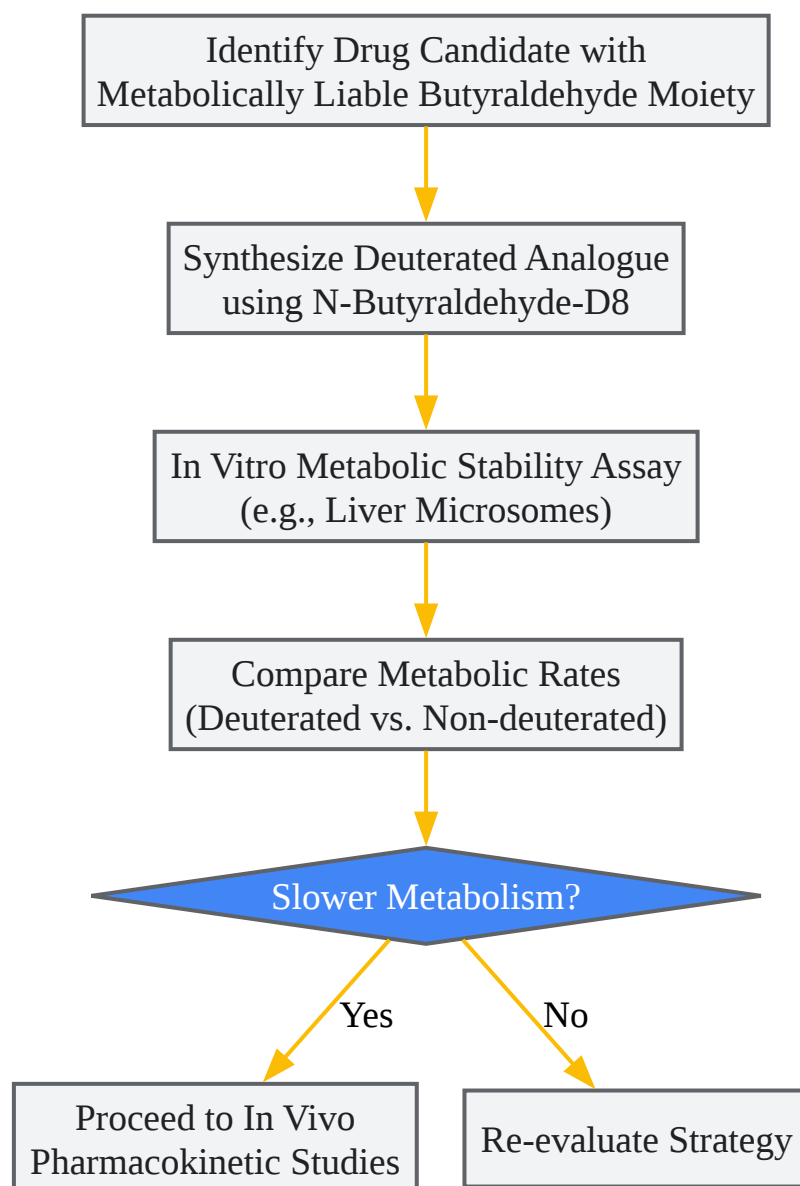 Identify Drug Candidate with
Metabolically Liable Butyraldehyde Moiety
Synthesize Deuterated Analogue
using N-Butyraldehyde-D8
In Vitro Metabolic Stability Assay
(e.g., Liver Microsomes)
Compare Metabolic Rates
(Deuterated vs. Non-deuterated)
Slower Metabolism?
Yes
No
Proceed to In Vivo
Pharmacokinetic Studies
Re-evaluate Strategy